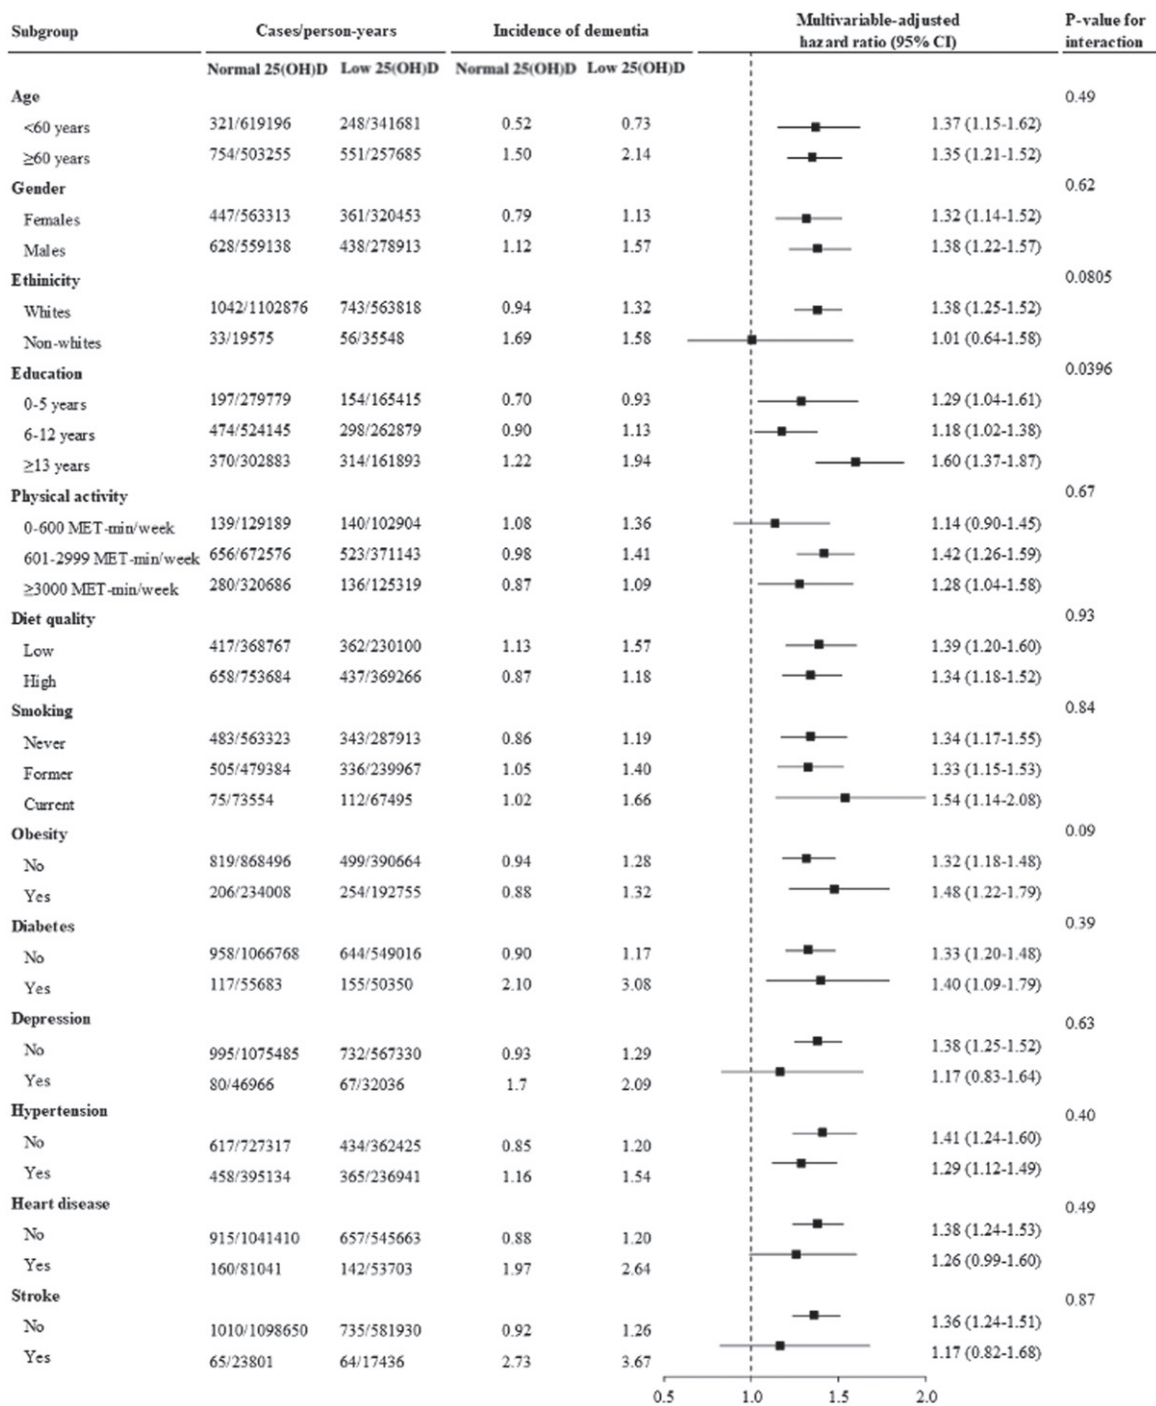 Subgroup Cases/person-years Incidence of dementia Multivariable-adjusted hazard ratio (95% CI) P-value for interaction
Normal 25(OH)D Low 25(OH)D Normal 25(OH)D Low 25(OH)D
Age 0.49
<60 years 321/619196 248/341681 0.52 0.73 1.37 (1.15-1.62)
≥60 years 754/503255 551/257685 1.50 2.14 1.35 (1.21-1.52)
Gender 0.62
Females 447/563313 361/320453 0.79 1.13 1.32 (1.14-1.52)
Males 628/559138 438/278913 1.12 1.57 1.38 (1.22-1.57)
Ethinicity 0.0805
Whites 1042/1102876 743/563818 0.94 1.32 1.38 (1.25-1.52)
Non-whites 33/19575 56/35548 1.69 1.58 1.01 (0.64-1.58)
Education 0.0396
0-5 years 197/279779 154/165415 0.70 0.93 1.29 (1.04-1.61)
6-12 years 474/524145 298/262879 0.90 1.13 1.18 (1.02-1.38)
≥13 years 370/302883 314/161893 1.22 1.94 1.60 (1.37-1.87)
Physical activity 0.67
0-600 MET-min/week 139/129189 140/102904 1.08 1.36 1.14 (0.90-1.45)
601-2999 MET-min/week 656/672576 523/371143 0.98 1.41 1.42 (1.26-1.59)
≥3000 MET-min/week 280/320686 136/125319 0.87 1.09 1.28 (1.04-1.58)
Diet quality 0.93
Low 417/368767 362/230100 1.13 1.57 1.39 (1.20-1.60)
High 658/753684 437/369266 0.87 1.18 1.34 (1.18-1.52)
Smoking 0.84
Never 483/563323 343/287913 0.86 1.19 1.34 (1.17-1.55)
Former 505/479384 336/239967 1.05 1.40 1.33 (1.15-1.53)
Current 75/73554 112/67495 1.02 1.66 1.54 (1.14-2.08)
Obesity 0.09
No 819/868496 499/390664 0.94 1.28 1.32 (1.18-1.48)
Yes 206/234008 254/192755 0.88 1.32 1.48 (1.22-1.79)
Diabetes 0.39
No 958/1066768 644/549016 0.90 1.17 1.33 (1.20-1.48)
Yes 117/55683 155/50350 2.10 3.08 1.40 (1.09-1.79)
Depression 0.63
No 995/1075485 732/567330 0.93 1.29 1.38 (1.25-1.52)
Yes 80/46966 67/32036 1.7 2.09 1.17 (0.83-1.64)
Hypertension 0.40
No 617/727317 434/362425 0.85 1.20 1.41 (1.24-1.60)
Yes 458/395134 365/236941 1.16 1.54 1.29 (1.12-1.49)
Heart disease 0.49
No 915/1041410 657/545663 0.88 1.20 1.38 (1.24-1.53)
Yes 160/81041 142/53703 1.97 2.64 1.26 (0.99-1.60)
Stroke 0.87
No 1010/1098650 735/581930 0.92 1.26 1.36 (1.24-1.51)
Yes 65/23801 64/17436 2.73 3.67 1.17 (0.82-1.68)
0.5 1.0 1.5 2.0